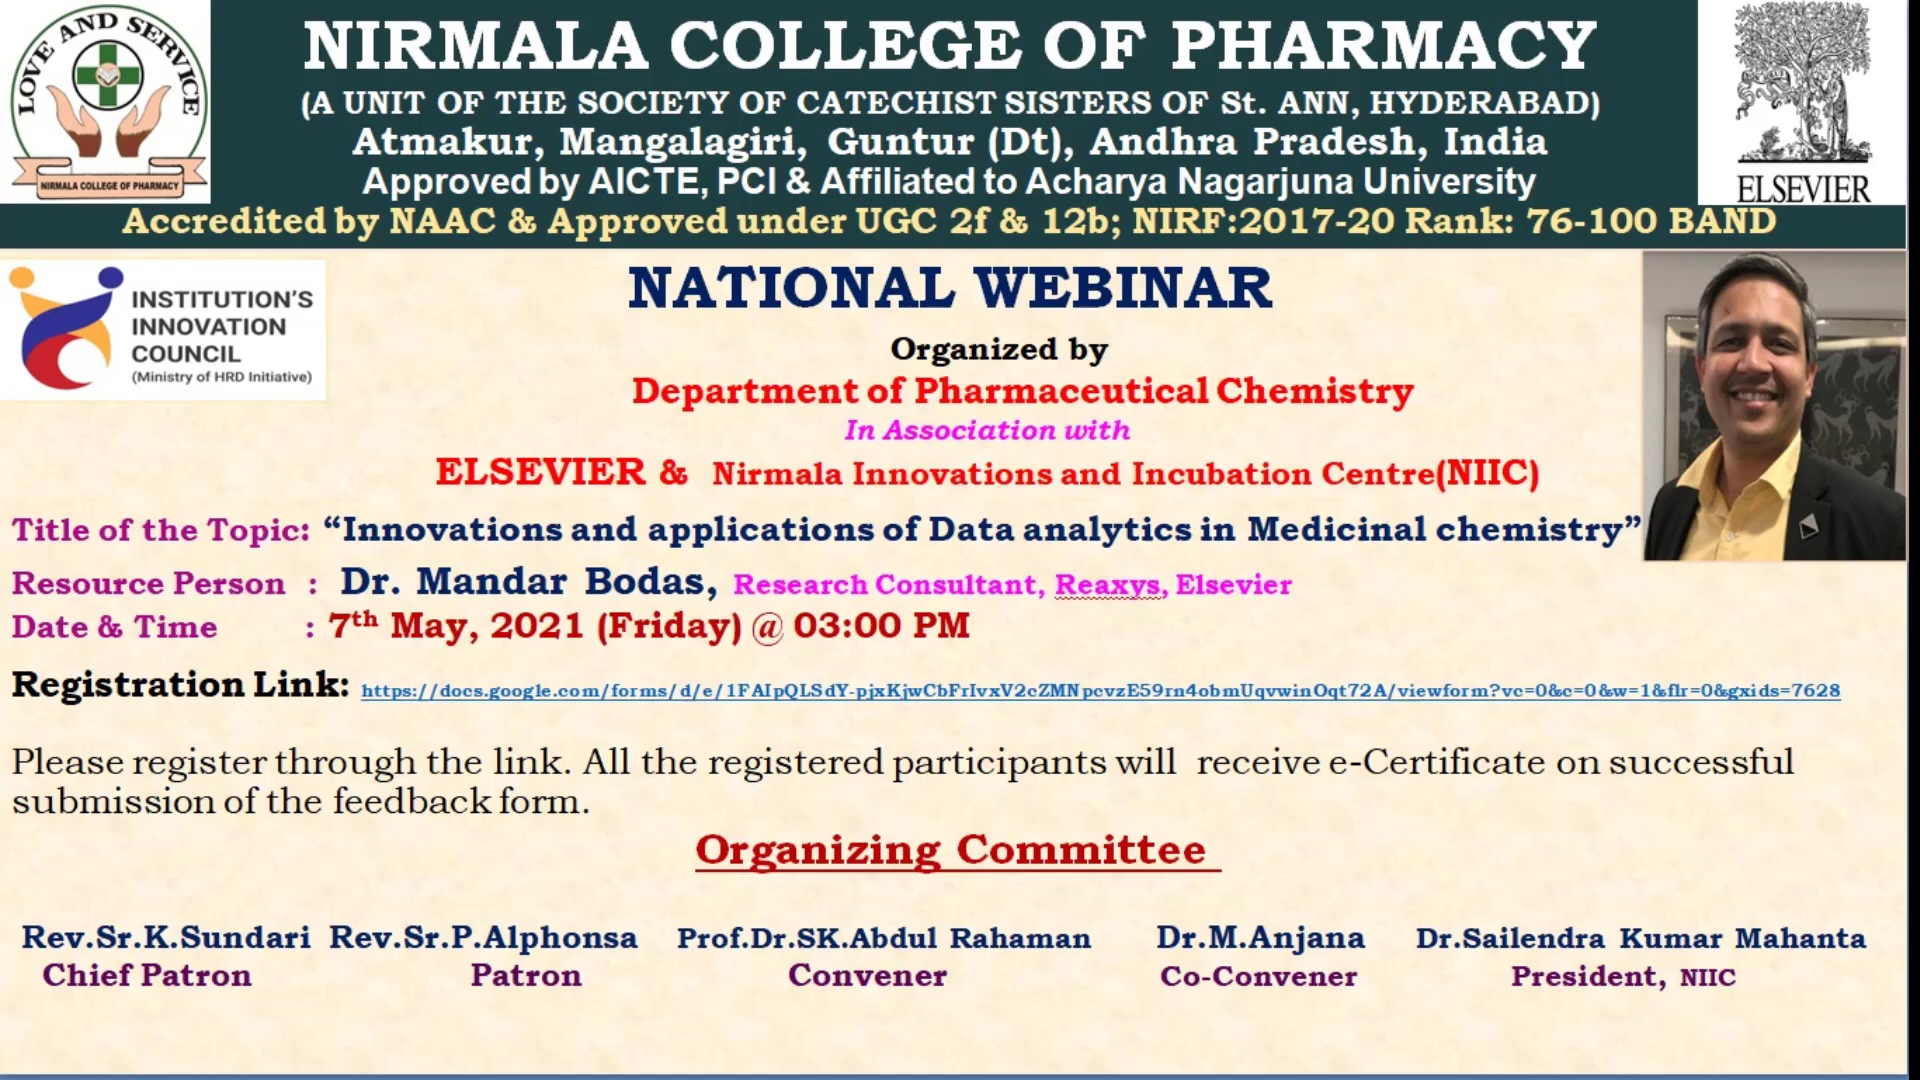 LOVE AND SERVICE
NIRMALA COLLEGE OF PHARMACY
NIRMALA COLLEGE OF PHARMACY
(A UNIT OF THE SOCIETY OF CATECHIST SISTERS OF St. ANN, HYDERABAD)
Atmakur, Mangalagiri, Guntur (Dt), Andhra Pradesh, India
Approved by AICTE, PCI & Affiliated to Acharya Nagarjuna University
Accredited by NAAC & Approved under UGC 2f & 12b; NIRF:2017-20 Rank: 76-100 BAND
ELSEVIER
INSTITUTION'S
INNOVATION
COUNCIL
(Ministry of HRD Initiative)
NATIONAL WEBINAR
Organized by
Department of Pharmaceutical Chemistry
In Association with
ELSEVIER & Nirmala Innovations and Incubation Centre(NIIC)
Title of the Topic: “Innovations and applications of Data analytics in Medicinal chemistry”
Resource Person : Dr. Mandar Bodas, Research Consultant, Reaxys, Elsevier
Date & Time : 7th May, 2021 (Friday) @ 03:00 PM
Registration Link: https://docs.google.com/forms/d/e/1FAIpQLSdY-pjxKjwCbFrIvxV2cZMNpcvzE59rn4obmUqvwinOqt72A/viewform?vc=0&c=0&w=1&flr=0&gxids=7628
Please register through the link. All the registered participants will receive e-Certificate on successful
submission of the feedback form.
Organizing Committee
Rev.Sr.K.Sundari Rev.Sr.P.Alphonsa Prof.Dr.SK.Abdul Rahaman Dr.M.Anjana Dr.Sailendra Kumar Mahanta
Chief Patron Patron Convener Co-Convener President, NIIC